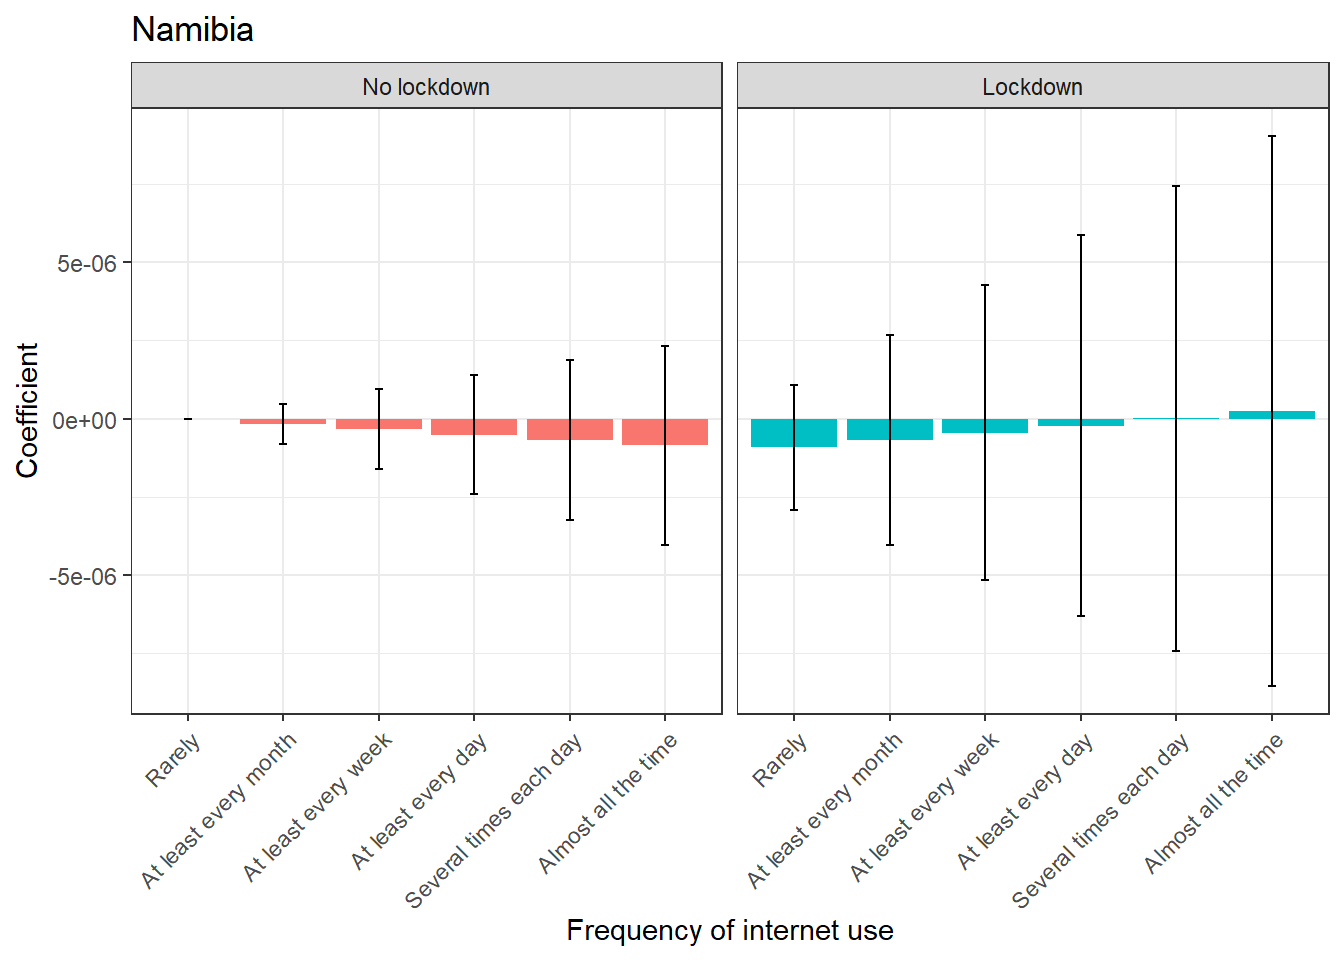 Namibia
No lockdown
Lockdown
Coefficient
5e-06
0e+00
-5e-06
Rarely
At least every month
At least every week
At least every day
Several times each day
Almost all the time
Rarely
At least every month
At least every week
At least every day
Several times each day
Almost all the time
Frequency of internet use